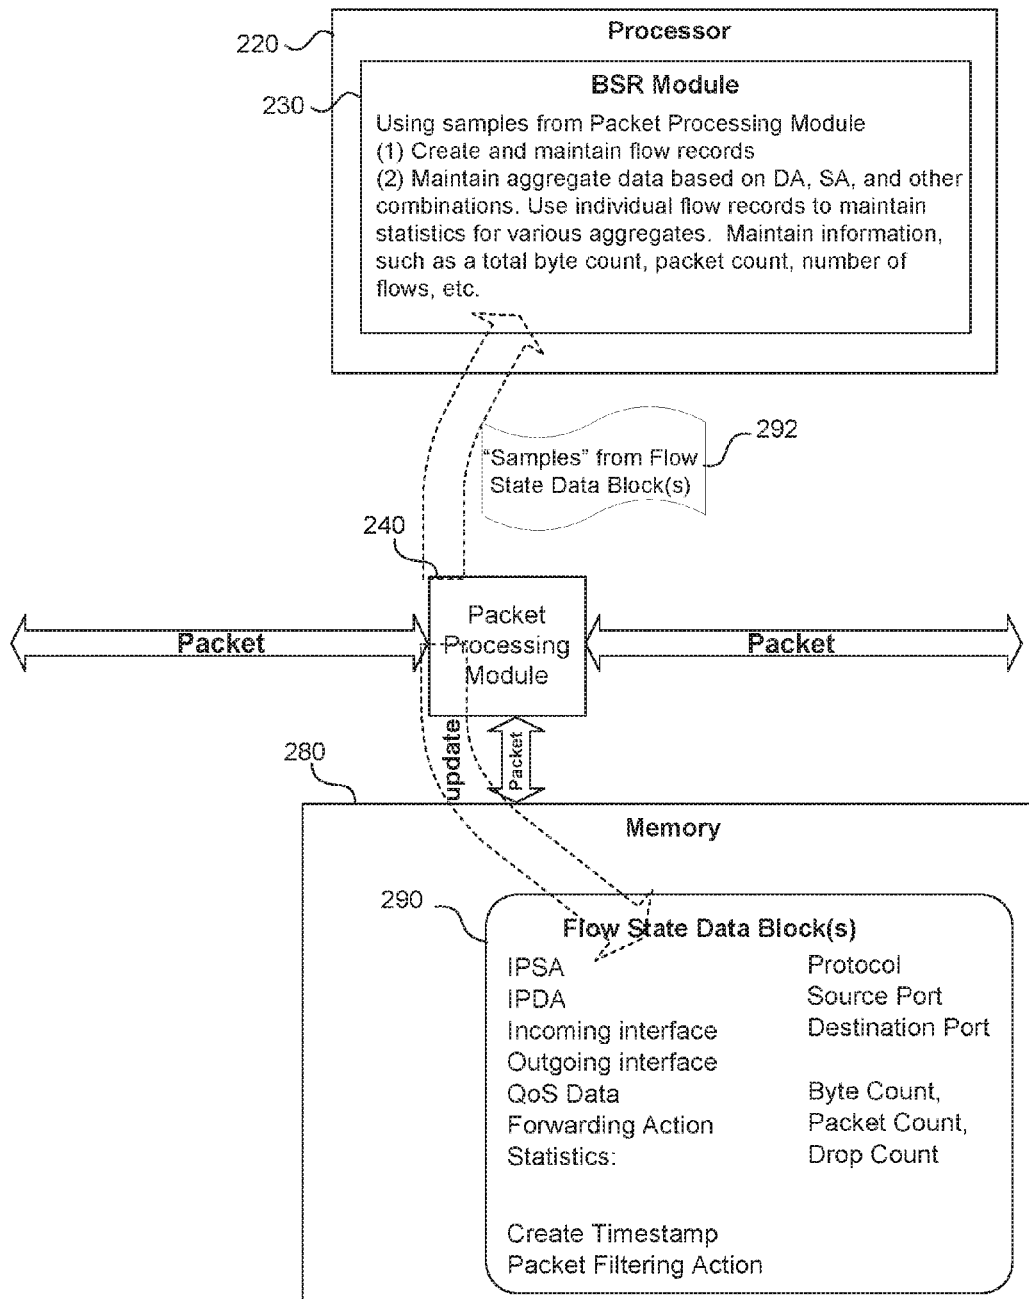 Processor
220
BSR Module
230
Using samples from Packet Processing Module
(1) Create and maintain flow records
(2) Maintain aggregate data based on DA, SA, and other
combinations. Use individual flow records to maintain
statistics for various aggregates. Maintain information,
such as a total byte count, packet count, number of
flows, etc.
292
"Samples" from Flow
State Data Block(s)
240
Packet
Processing
Module
Packet
Packet
update
Packet
280
Memory
290
Flow State Data Block(s)
IPSA
Protocol
IPDA
Source Port
Incoming interface
Destination Port
Outgoing interface
QoS Data
Byte Count,
Forwarding Action
Packet Count,
Statistics:
Drop Count
Create Timestamp
Packet Filtering Action